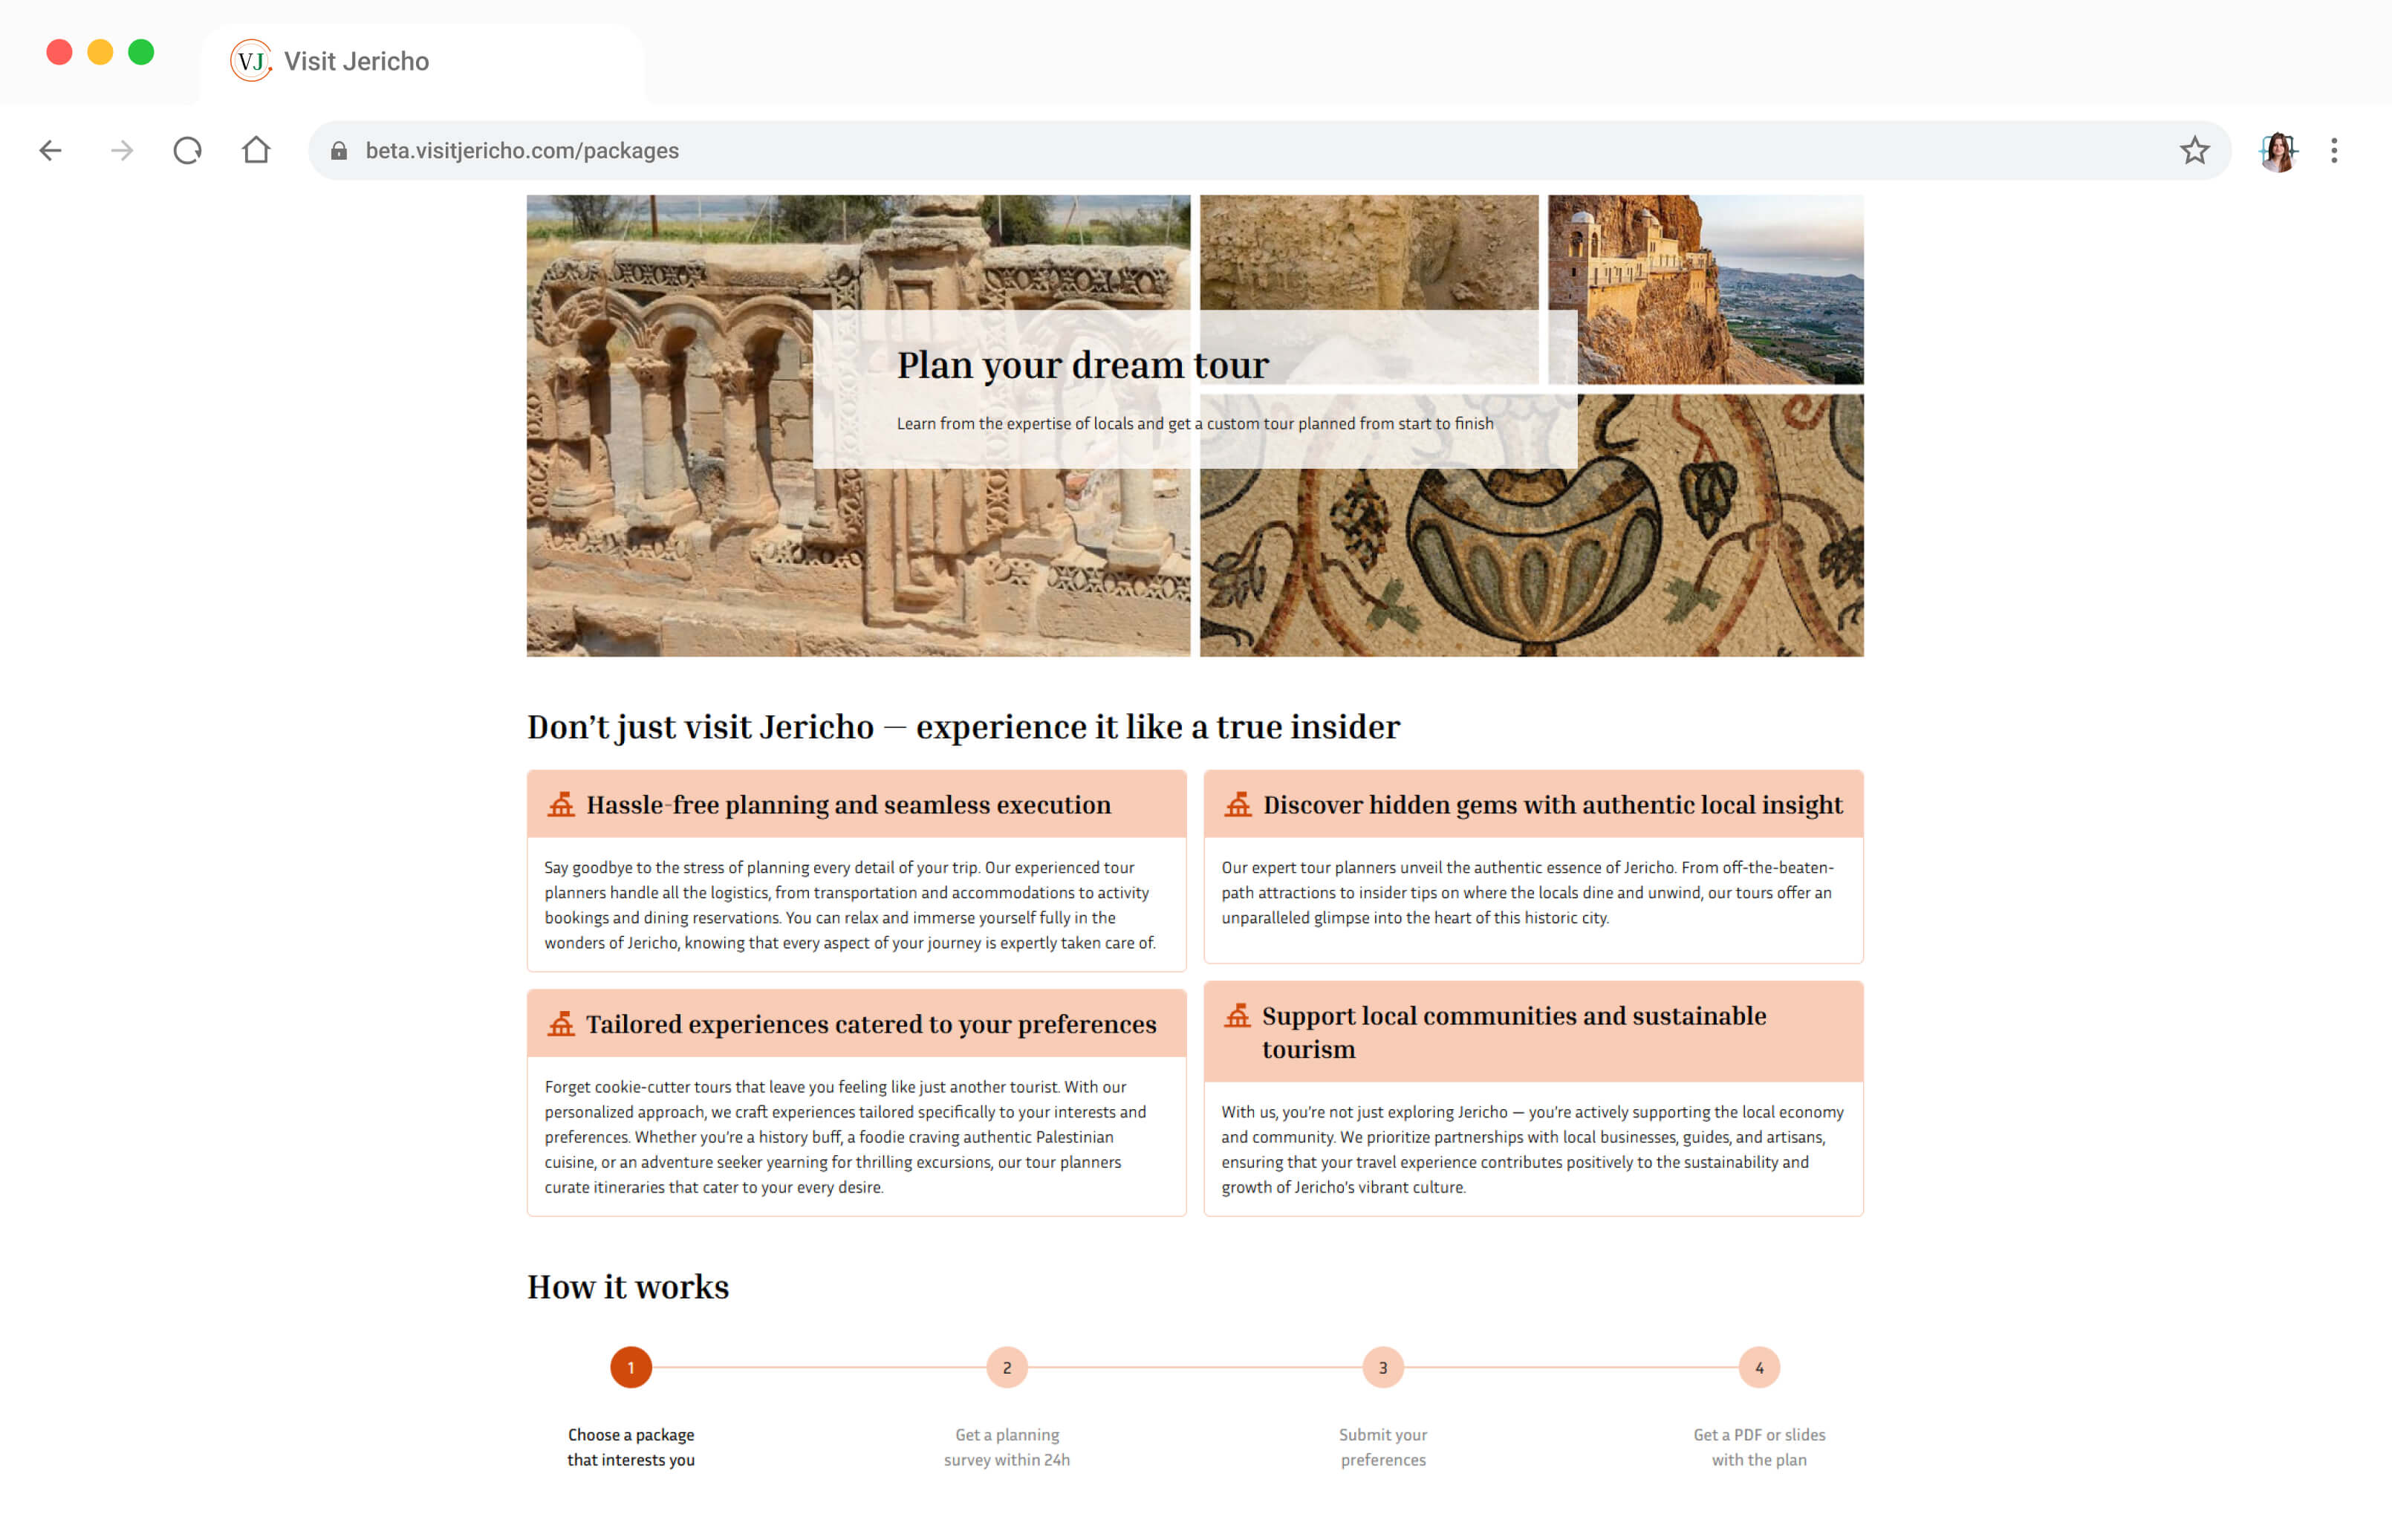 VJ Visit Jericho
beta.visitjericho.com/packages
Plan your dream tour
Learn from the expertise of locals and get a custom tour planned from start to finish
Don’t just visit Jericho — experience it like a true insider
Hassle-free planning and seamless execution
Say goodbye to the stress of planning every detail of your trip. Our experienced tour
planners handle all the logistics, from transportation and accommodations to activity
bookings and dining reservations. You can relax and immerse yourself fully in the
wonders of Jericho, knowing that every aspect of your journey is expertly taken care of.
Discover hidden gems with authentic local insight
Our expert tour planners unveil the authentic essence of Jericho. From off-the-beaten-
path attractions to insider tips on where the locals dine and unwind, our tours offer an
unparalleled glimpse into the heart of this historic city.
Tailored experiences catered to your preferences
Forget cookie-cutter tours that leave you feeling like just another tourist. With our
personalized approach, we craft experiences tailored specifically to your interests and
preferences. Whether you’re a history buff, a foodie craving authentic Palestinian
cuisine, or an adventure seeker yearning for thrilling excursions, our tour planners
curate itineraries that cater to your every desire.
Support local communities and sustainable
tourism
With us, you’re not just exploring Jericho — you’re actively supporting the local economy
and community. We prioritize partnerships with local businesses, guides, and artisans,
ensuring that your travel experience contributes positively to the sustainability and
growth of Jericho’s vibrant culture.
How it works
1
Choose a package
that interests you
2
Get a planning
survey within 24h
3
Submit your
preferences
4
Get a PDF or slides
with the plan